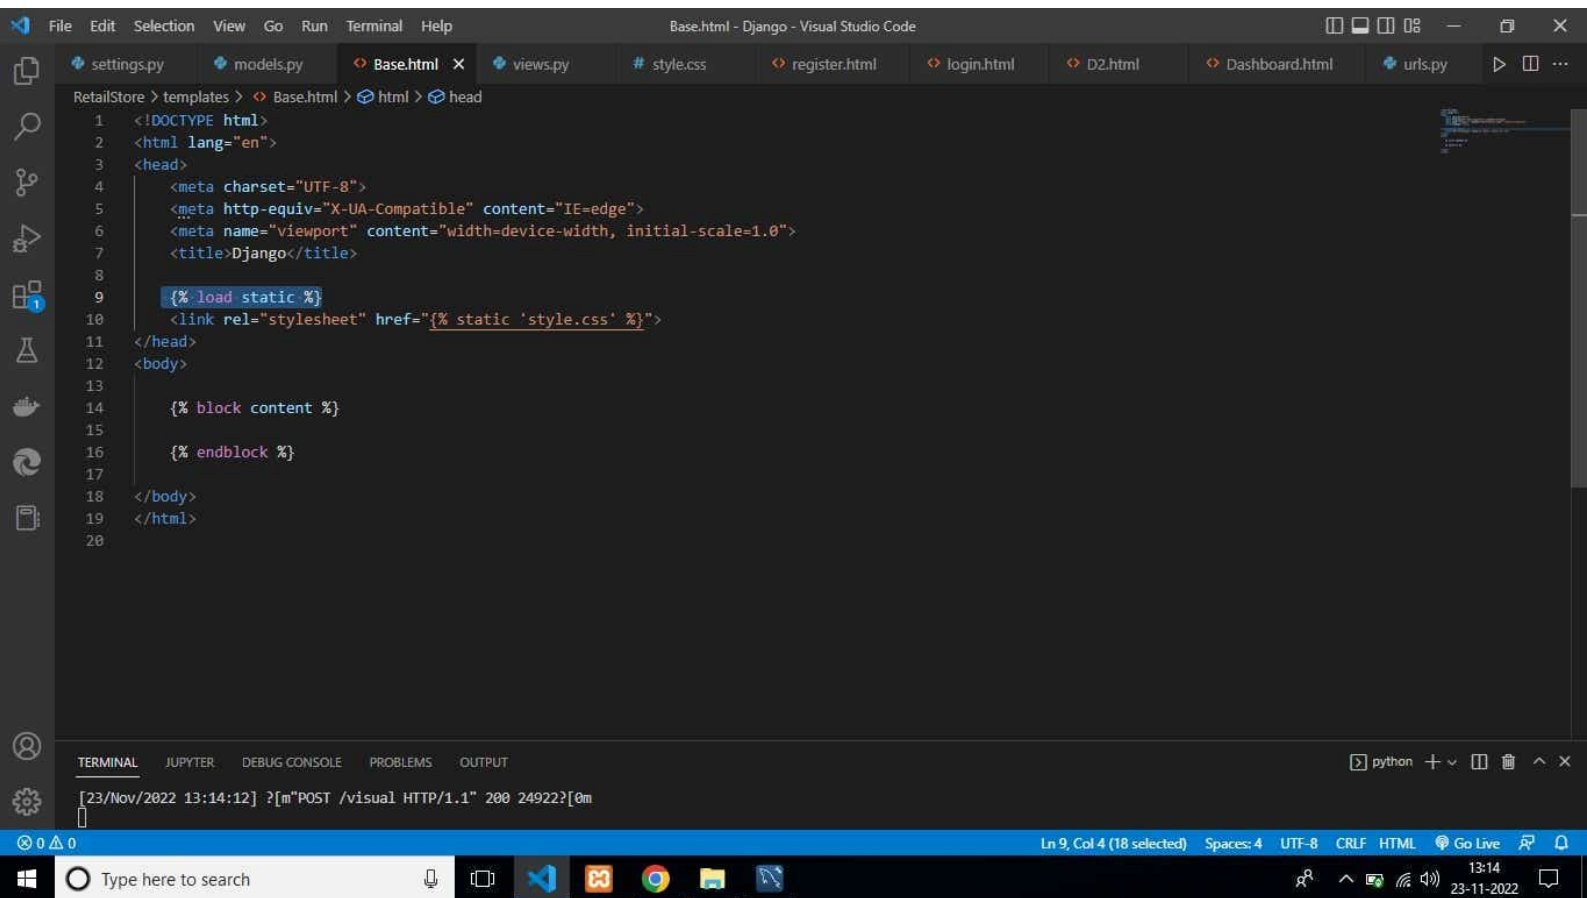 File Edit Selection View Go Run Terminal Help Base.html - Django - Visual Studio Code
settings.py models.py Base.html views.py # style.css register.html login.html D2.html Dashboard.html urls.py
RetailStore > templates > Base.html > html > head
1 <!DOCTYPE html>
2 <html lang="en">
3 <head>
4 <meta charset="UTF-8">
5 <meta http-equiv="X-UA-Compatible" content="IE=edge">
6 <meta name="viewport" content="width=device-width, initial-scale=1.0">
7 <title>Django</title>
8
9 {% load static %}
10 <link rel="stylesheet" href="{% static 'style.css' %}">
11 </head>
12 <body>
13
14 {% block content %}
15
16 {% endblock %}
17
18 </body>
19 </html>
20
1
TERMINAL JUPYTER DEBUG CONSOLE PROBLEMS OUTPUT python
[23/Nov/2022 13:14:12] ?[m"POST /visual HTTP/1.1" 200 24922?[0m
0 0 Ln 9, Col 4 (18 selected) Spaces: 4 UTF-8 CRLF HTML Go Live
Type here to search
13:14
23-11-2022